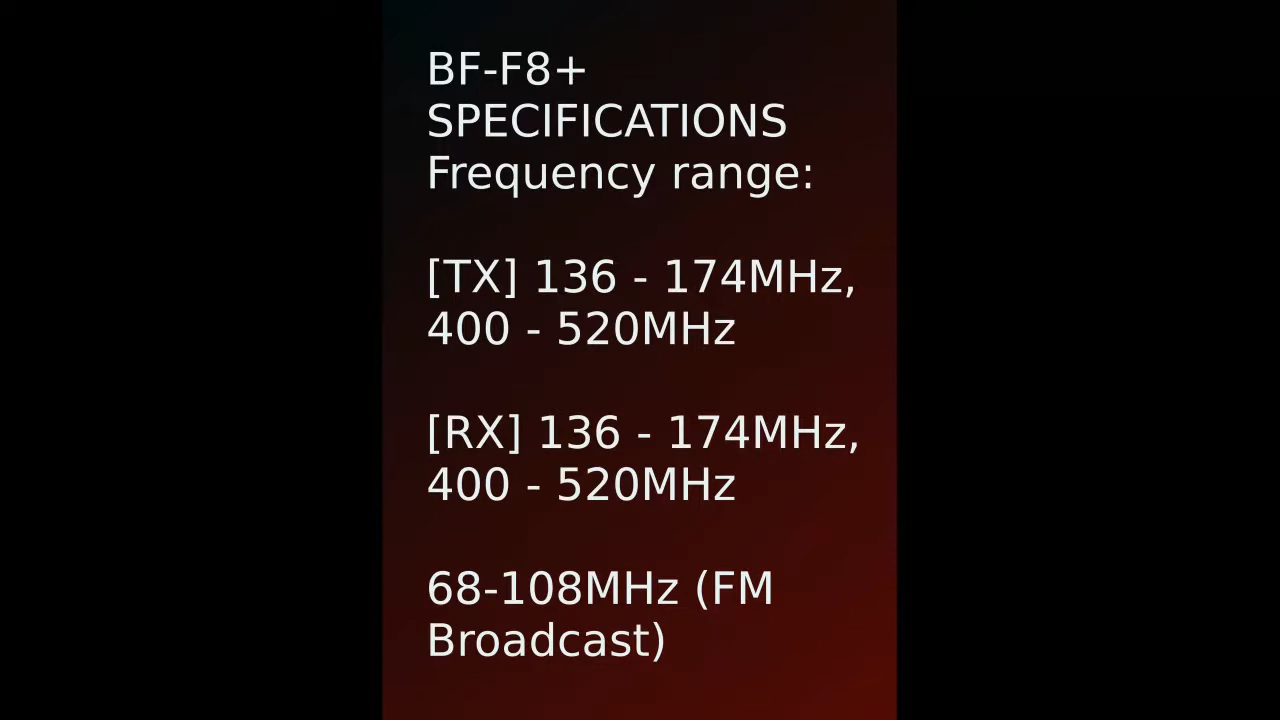 BF-F8+
SPECIFICATIONS
Frequency range:
[TX] 136 - 174MHz,
400 - 520MHz
[RX] 136 - 174MHz,
400 - 520MHz
68-108MHz (FM
Broadcast)